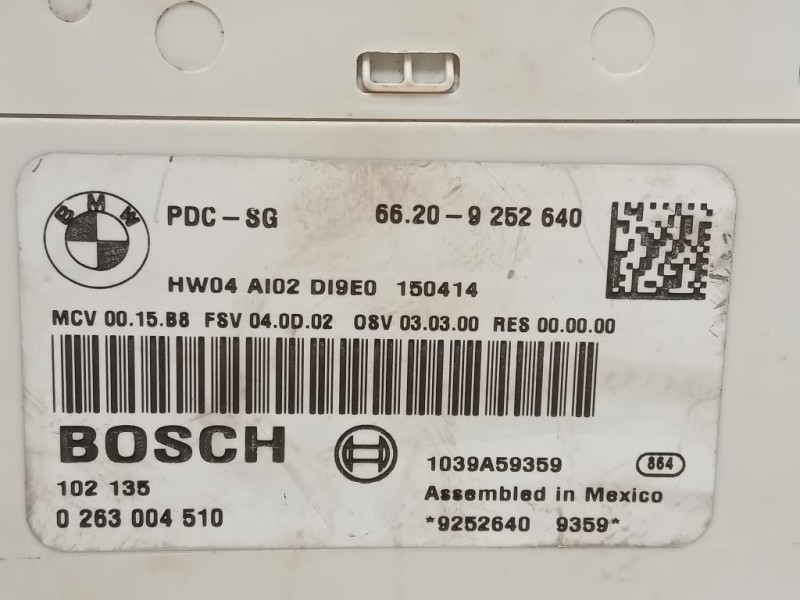 BMW
PDC-SG 66.20-9 252 640
HW04 AI02 DI9E0 150414
MCV 00.15.B8 FSV 04.0D.02 OSV 03.03.00 RES 00.00.00
BOSCH
1039A59359 864
102 135
Assembled in Mexico
0 263 004 510
*9252640 9359*